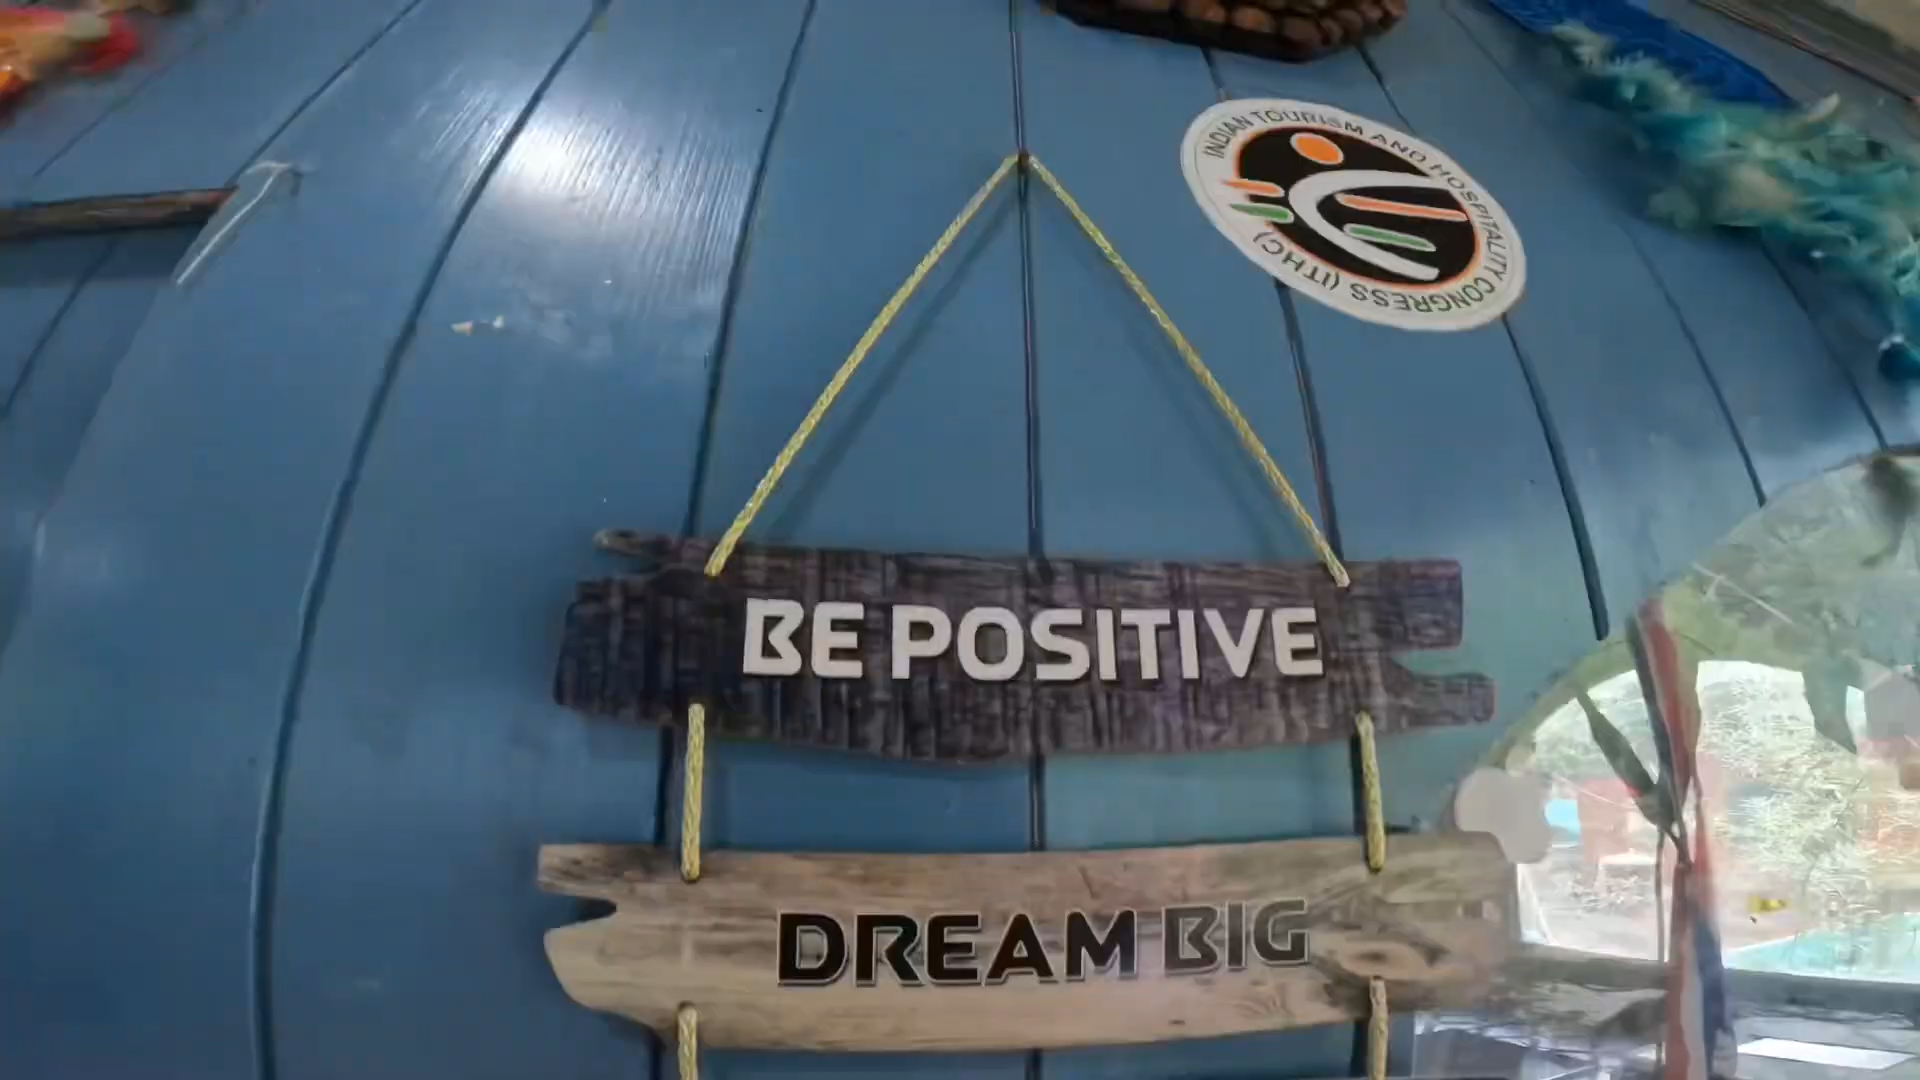 INDIAN TOURISM AND HOSPITALITY CONGRESS (ITHC)
BE POSITIVE
DREAM BIG